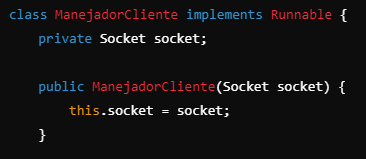 class ManejadorCliente implements Runnable {
    private Socket socket;

    public ManejadorCliente(Socket socket) {
        this.socket = socket;
    }